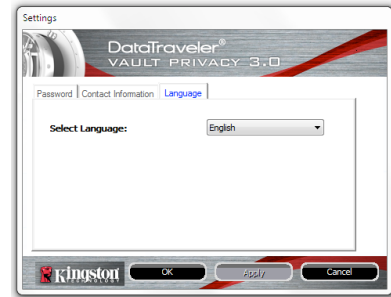 Settings
DataTraveler®
VAULT PRIVACY 3.0
Password Contact Information Language
Select Language: English
Kingston OK Apply Cancel
TECHNOLOGY